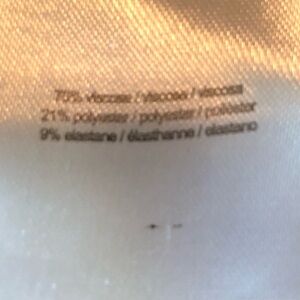 70% viscose / viscose / viscosa
21% polyester / polyester / poliéster
9% elastane / élasthanne / elastano